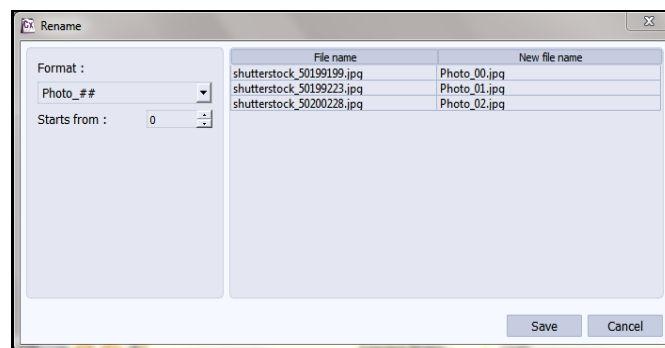 Rename
Format :
Photo_##
Starts from :
0
File name New file name
shutterstock_50199199.jpg Photo_00.jpg
shutterstock_50199223.jpg Photo_01.jpg
shutterstock_50200228.jpg Photo_02.jpg
Save Cancel